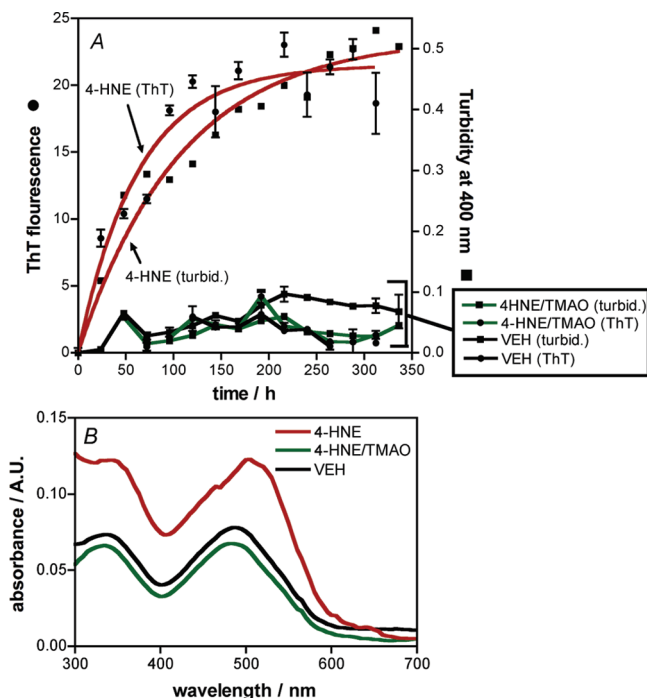 A
25
20
15
10
5
0
ThT flourescence
0.5
0.4
0.3
0.2
0.1
0.0
Turbidity at 400 nm
4-HNE (ThT)
4-HNE (turbid.)
0 50 100 150 200 250 300 350
time / h
4HNE/TMAO (turbid.)
4-HNE/TMAO (ThT)
VEH (turbid.)
VEH (ThT)
B
4-HNE
4-HNE/TMAO
VEH
0.15
0.10
0.05
0.00
absorbance / A.U.
300 400 500 600 700
wavelength / nm